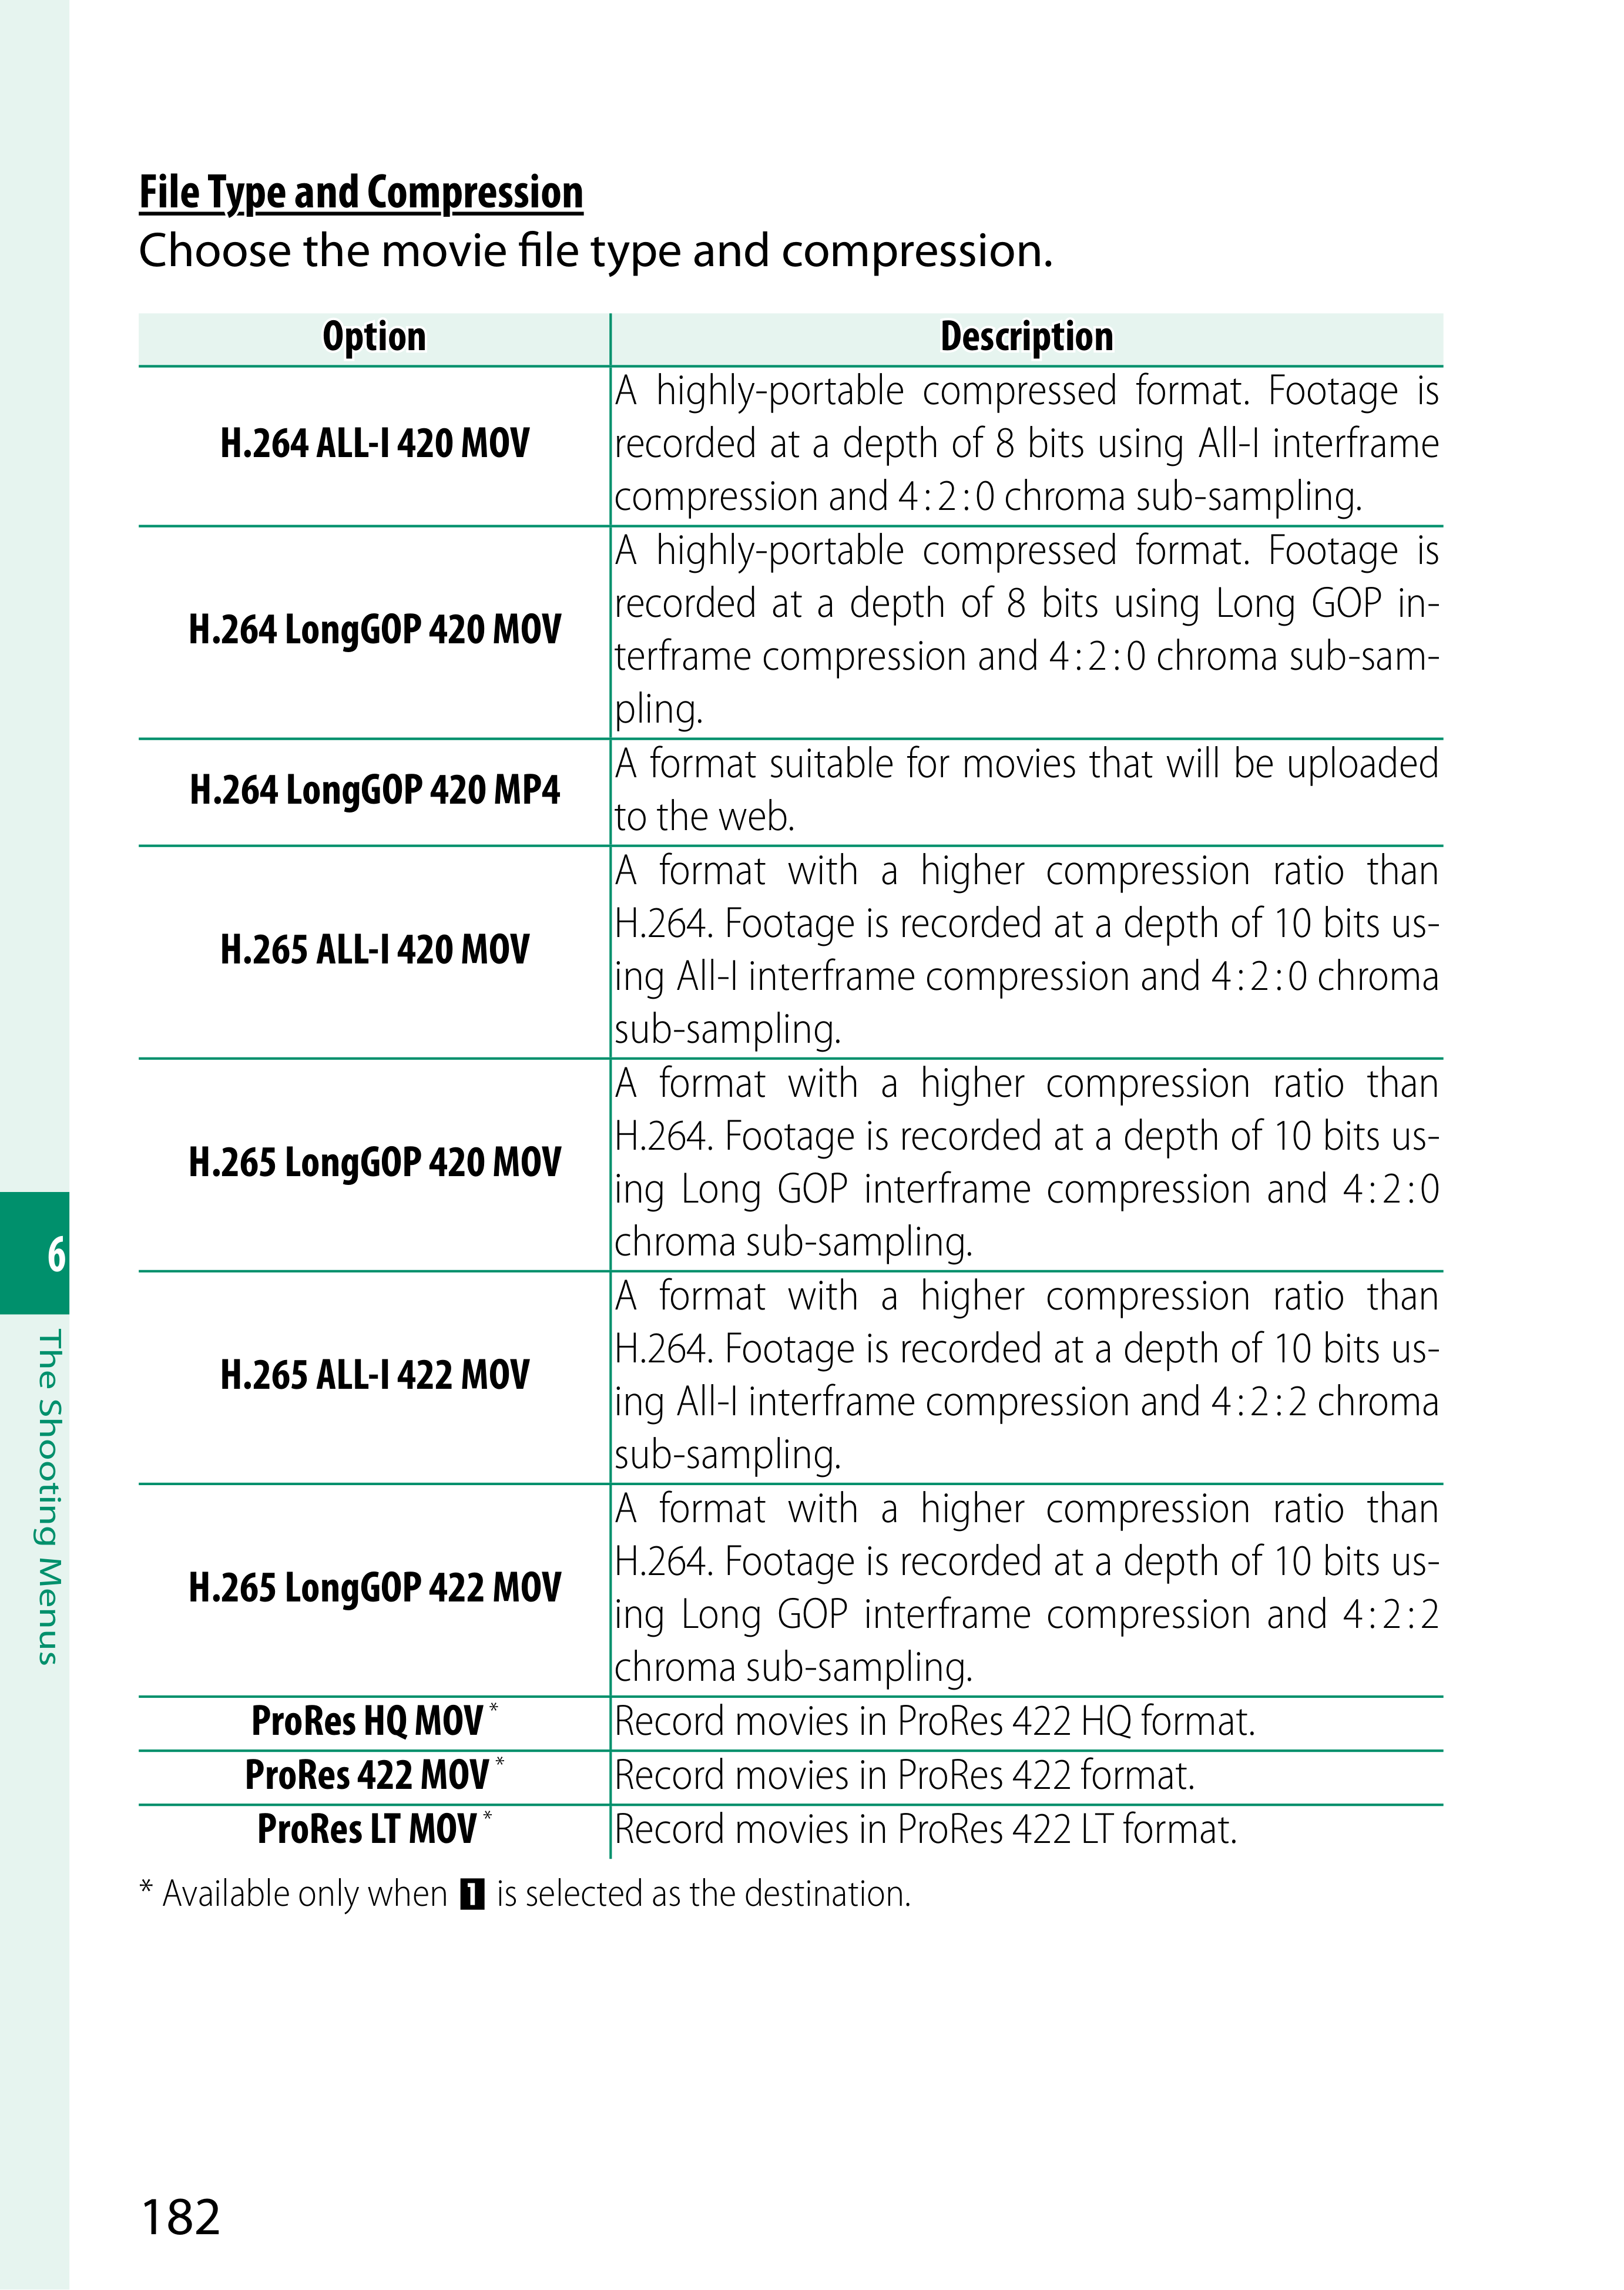 File Type and Compression
Choose the movie file type and compression.
Option Description
H.264 ALL-I 420 MOV
A highly-portable compressed format. Footage is
recorded at a depth of 8 bits using All-I interframe
compression and 4:2:0 chroma sub-sampling.
H.264 LongGOP 420 MOV
A highly-portable compressed format. Footage is
recorded at a depth of 8 bits using Long GOP in-
terframe compression and 4:2:0 chroma sub-sam-
pling.
H.264 LongGOP 420 MP4
A format suitable for movies that will be uploaded
to the web.
H.265 ALL-I 420 MOV
A format with a higher compression ratio than
H.264. Footage is recorded at a depth of 10 bits us-
ing All-I interframe compression and 4:2:0 chroma
sub-sampling.
H.265 LongGOP 420 MOV
A format with a higher compression ratio than
H.264. Footage is recorded at a depth of 10 bits us-
ing Long GOP interframe compression and 4:2:0
chroma sub-sampling.
H.265 ALL-I 422 MOV
A format with a higher compression ratio than
H.264. Footage is recorded at a depth of 10 bits us-
ing All-I interframe compression and 4:2:2 chroma
sub-sampling.
H.265 LongGOP 422 MOV
A format with a higher compression ratio than
H.264. Footage is recorded at a depth of 10 bits us-
ing Long GOP interframe compression and 4:2:2
chroma sub-sampling.
ProRes HQ MOV * Record movies in ProRes 422 HQ format.
ProRes 422 MOV * Record movies in ProRes 422 format.
ProRes LT MOV * Record movies in ProRes 422 LT format.
* Available only when 1 is selected as the destination.
6
The Shooting Menus
182